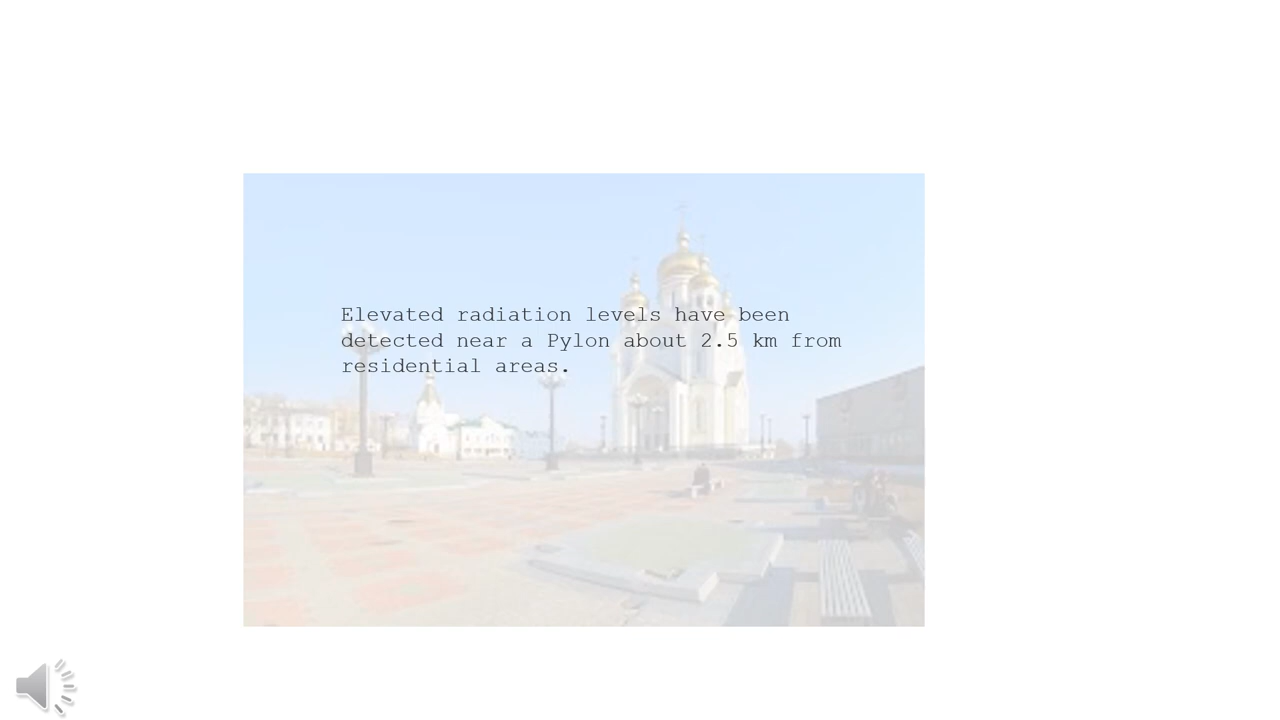 Elevated radiation levels have been
detected near a Pylon about 2.5 km from
residential areas.